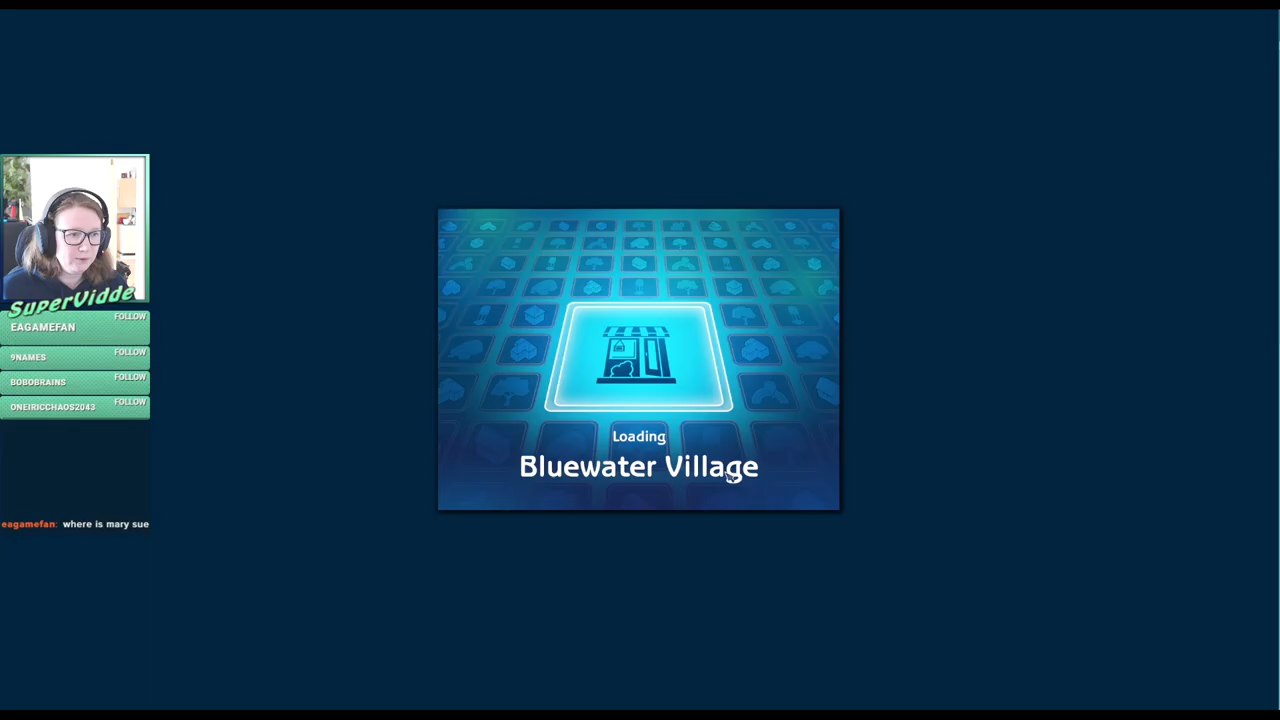 SuperVidde
EAGAMEFAN
FOLLOW
9NAMES
FOLLOW
BOBOBRAINS
FOLLOW
ONEIRICCHAOS2043
FOLLOW
Loading
Bluewater Village
eagamefan: where is mary sue